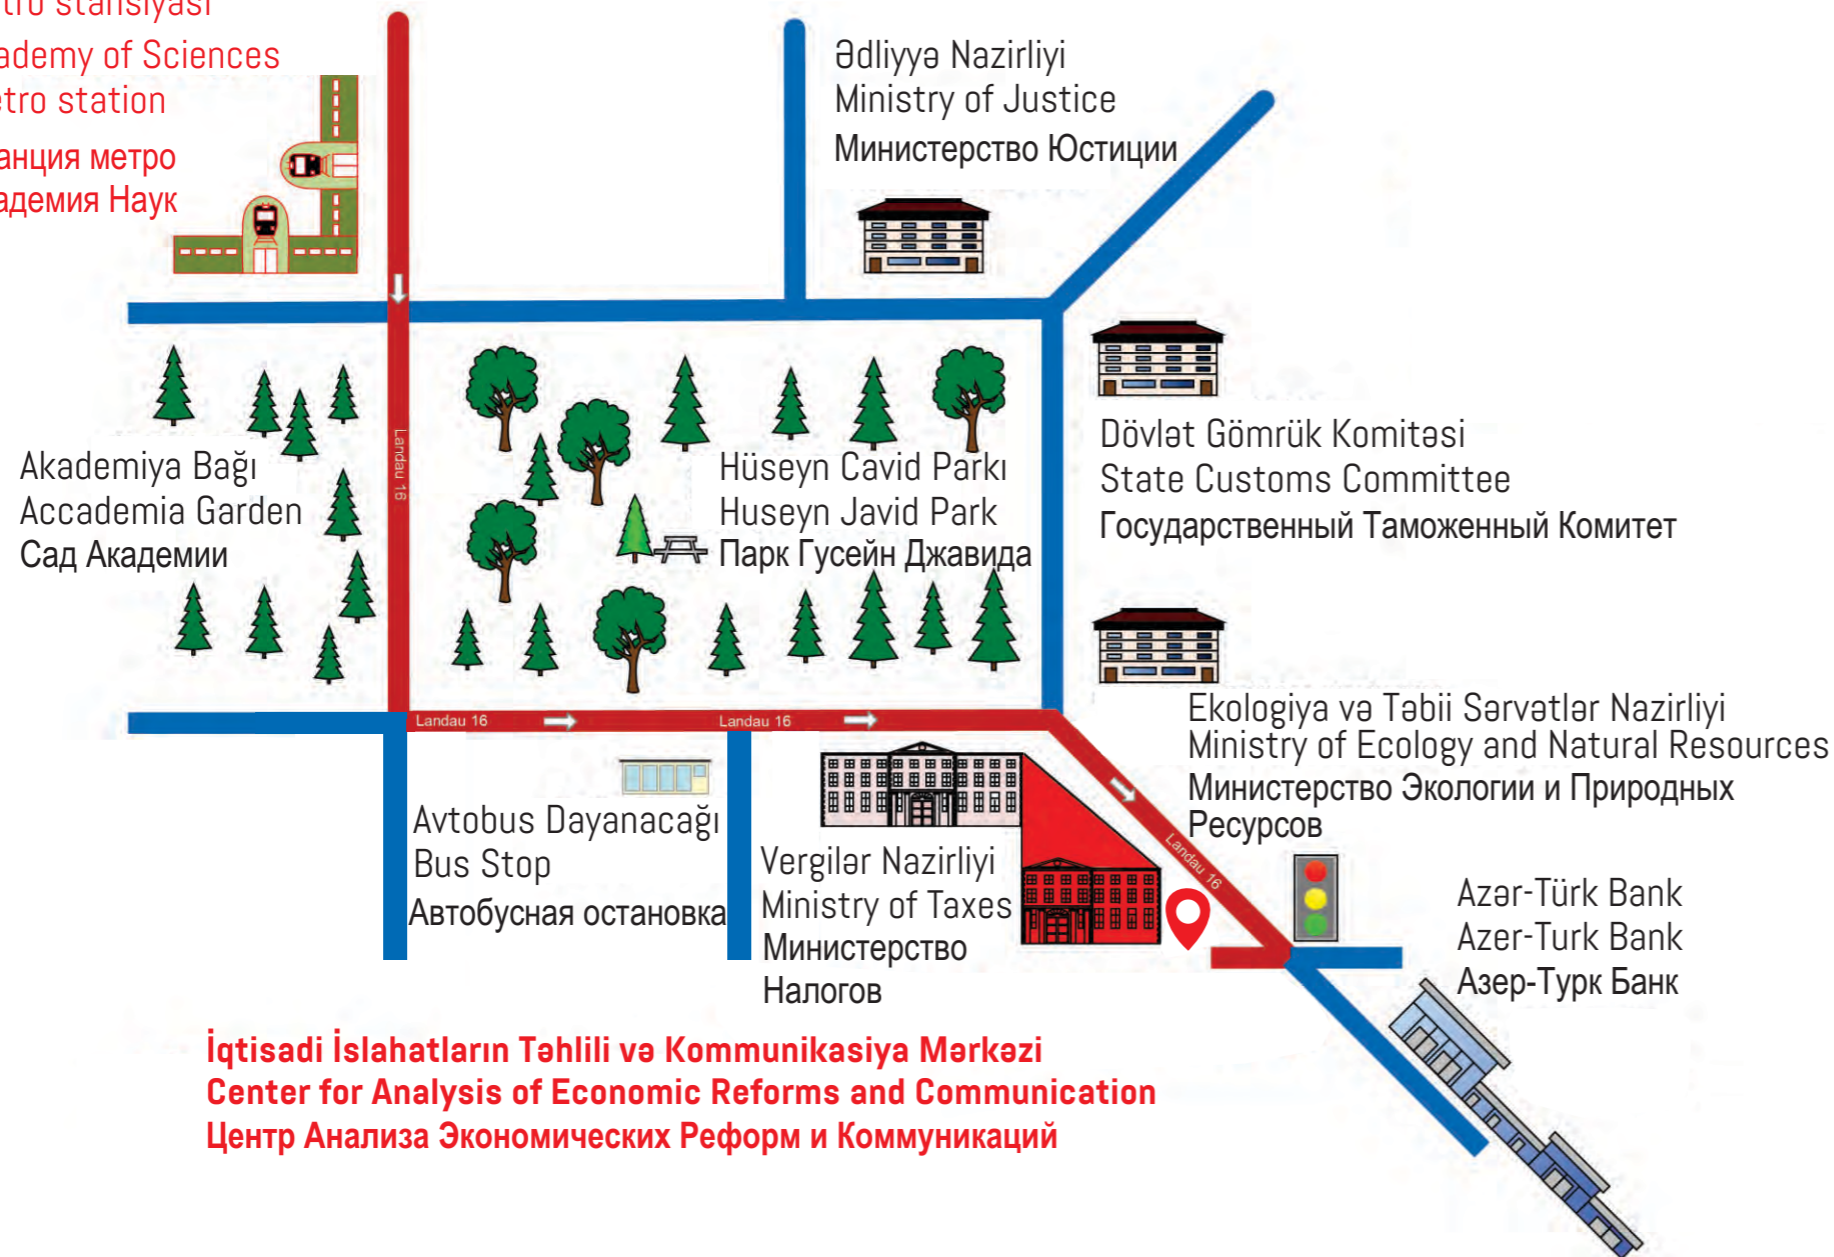 stansiyası
of Sciences
station
метро
Наук
Ədliyyə Nazirliyi
Ministry of Justice
Министерство Юстиции
Landau 16
Akademiya Bağı
Accademia Garden
Сад Академии
Hüseyn Cavid Parkı
Huseyn Javid Park
Парк Гусейн Джавида
Dövlət Gömrük Komitəsi
State Customs Committee
Государственный Таможенный Комитет
Landau 16
Landau 16
Ekologiya və Təbii Sərvətlər Nazirliyi
Ministry of Ecology and Natural Resources
Министерство Экологии и Природных
Ресурсов
Avtobus Dayanacağı
Bus Stop
Автобусная остановка
Vergilər Nazirliyi
Ministry of Taxes
Министерство
Налогов
Landau 16
Azər-Türk Bank
Azer-Turk Bank
Азер-Турк Банк
İqtisadi İslahatların Təhlili və Kommunikasiya Mərkəzi
Center for Analysis of Economic Reforms and Communication
Центр Анализа Экономических Реформ и Коммуникаций